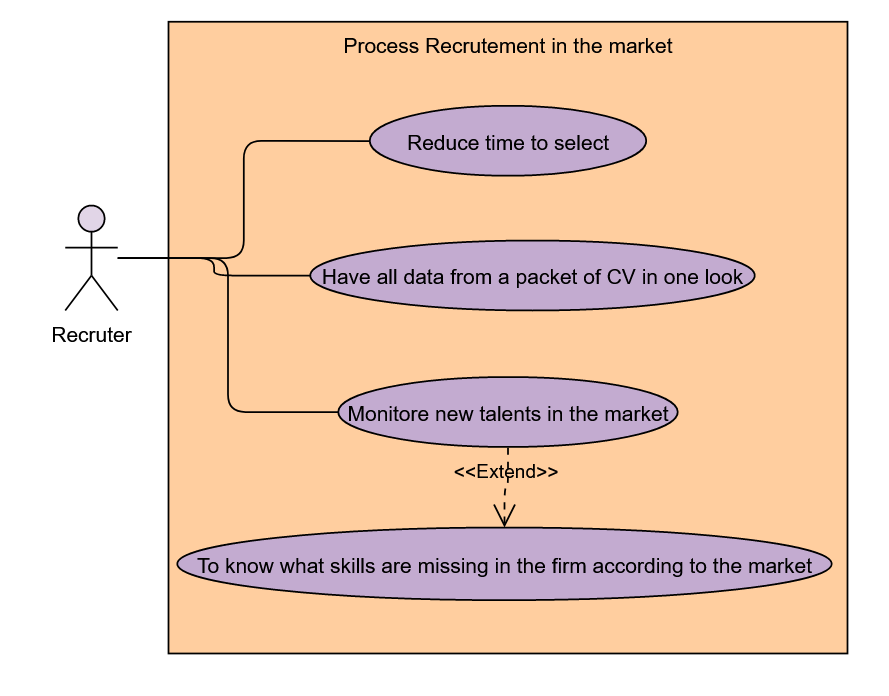 Process Recrutement in the market
Reduce time to select
Have all data from a packet of CV in one look
Recruter
Monitore new talents in the market
<<Extend>>
To know what skills are missing in the firm according to the market